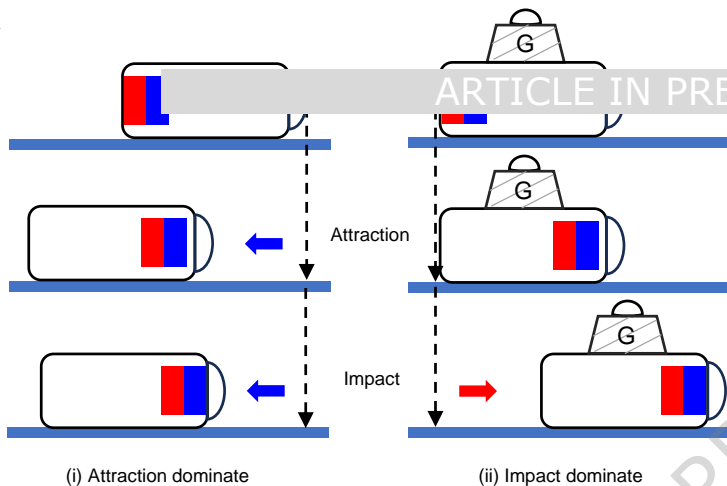 G
ARTICLE IN PRE
G
Attraction
G
Impact
(i) Attraction dominate
(ii) Impact dominate